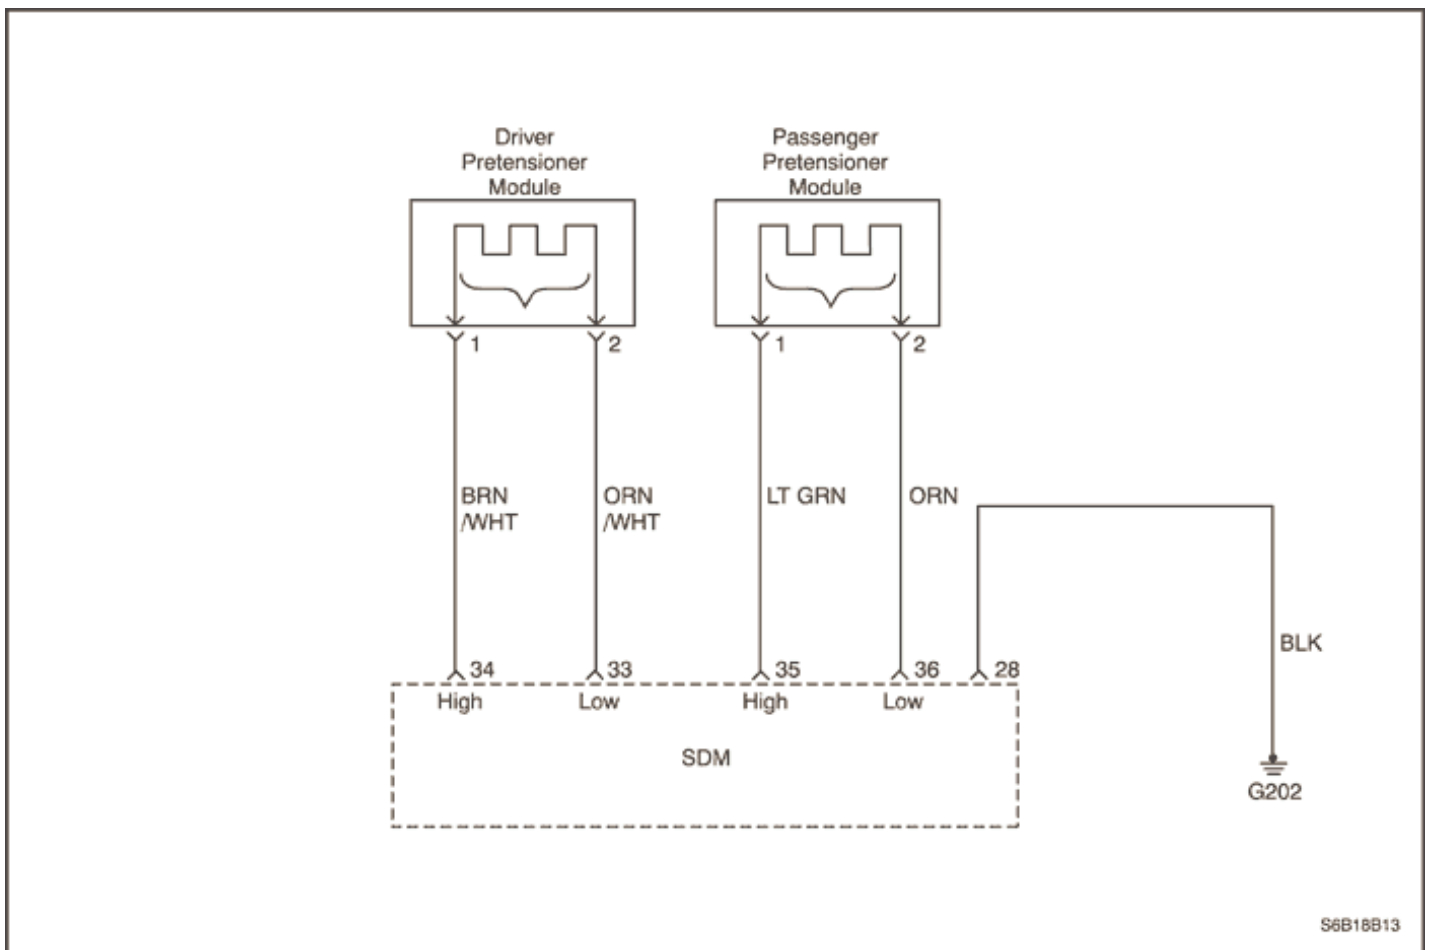 Driver
Pretensioner
Module
Passenger
Pretensioner
Module
1
2
1
2
BRN
/WHT
ORN
/WHT
LT GRN
ORN
BLK
34
33
35
36
28
High
Low
High
Low
SDM
G202
S6B18B13